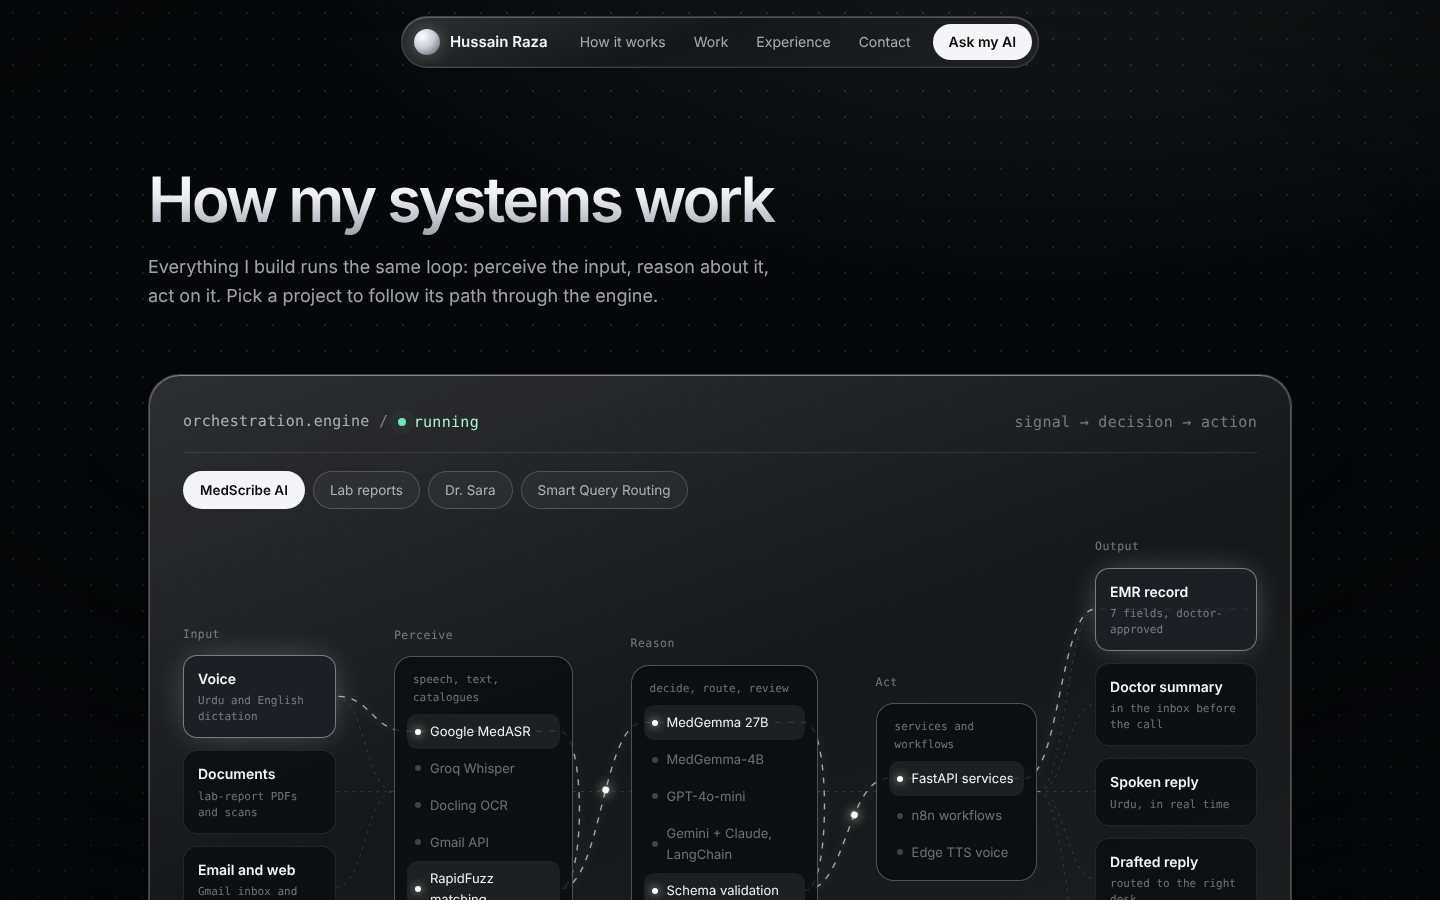 Hussain Raza
How it works
Work
Experience
Contact
Ask my AI
How my systems work
Everything I build runs the same loop: perceive the input, reason about it,
act on it. Pick a project to follow its path through the engine.
orchestration.engine / running
signal → decision → action
MedScribe AI
Lab reports
Dr. Sara
Smart Query Routing
Input
Voice
Urdu and English
dictation
Documents
lab-report PDFs
and scans
Email and web
Gmail inbox and
Perceive
speech, text,
catalogues
Google MedASR
Groq Whisper
Docling OCR
Gmail API
RapidFuzz
matching
Reason
decide, route, review
MedGemma 27B
MedGemma-4B
GPT-4o-mini
Gemini + Claude,
LangChain
Schema validation
Act
services and
workflows
FastAPI services
n8n workflows
Edge TTS voice
Output
EMR record
7 fields, doctor-
approved
Doctor summary
in the inbox before
the call
Spoken reply
Urdu, in real time
Drafted reply
routed to the right
desk